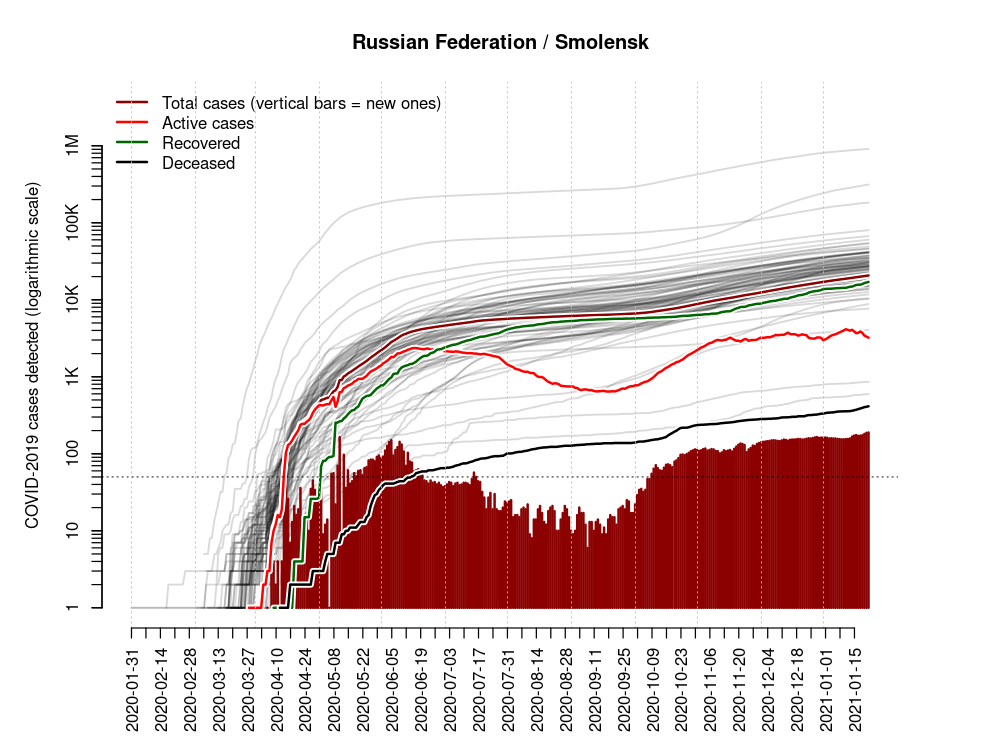 Russian Federation / Smolensk
Total cases (vertical bars = new ones)
Active cases
Recovered
Deceased
COVID-2019 cases detected (logarithmic scale)
1M
100K
10K
1K
100
10
1
2020-01-31
2020-02-14
2020-02-28
2020-03-13
2020-03-27
2020-04-10
2020-04-24
2020-05-08
2020-05-22
2020-06-05
2020-06-19
2020-07-03
2020-07-17
2020-07-31
2020-08-14
2020-08-28
2020-09-11
2020-09-25
2020-10-09
2020-10-23
2020-11-06
2020-11-20
2020-12-04
2020-12-18
2021-01-01
2021-01-15